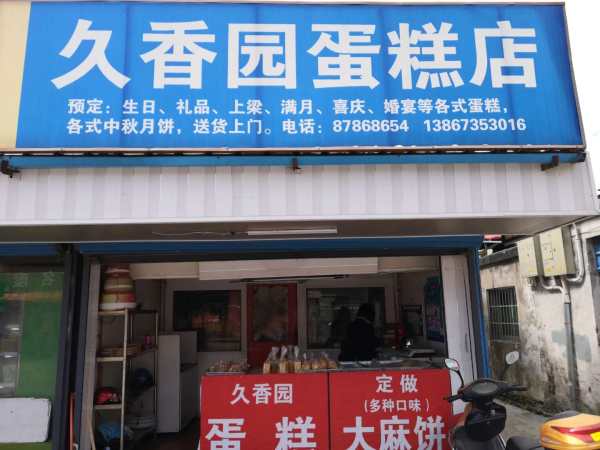 久香园蛋糕店
预定：生日、礼品、上梁、满月、喜庆、婚宴等各式蛋糕，
各式中秋月饼，送货上门。电话：87868654 13867353016
久香园
蛋糕
定做
（多种口味）
大麻饼